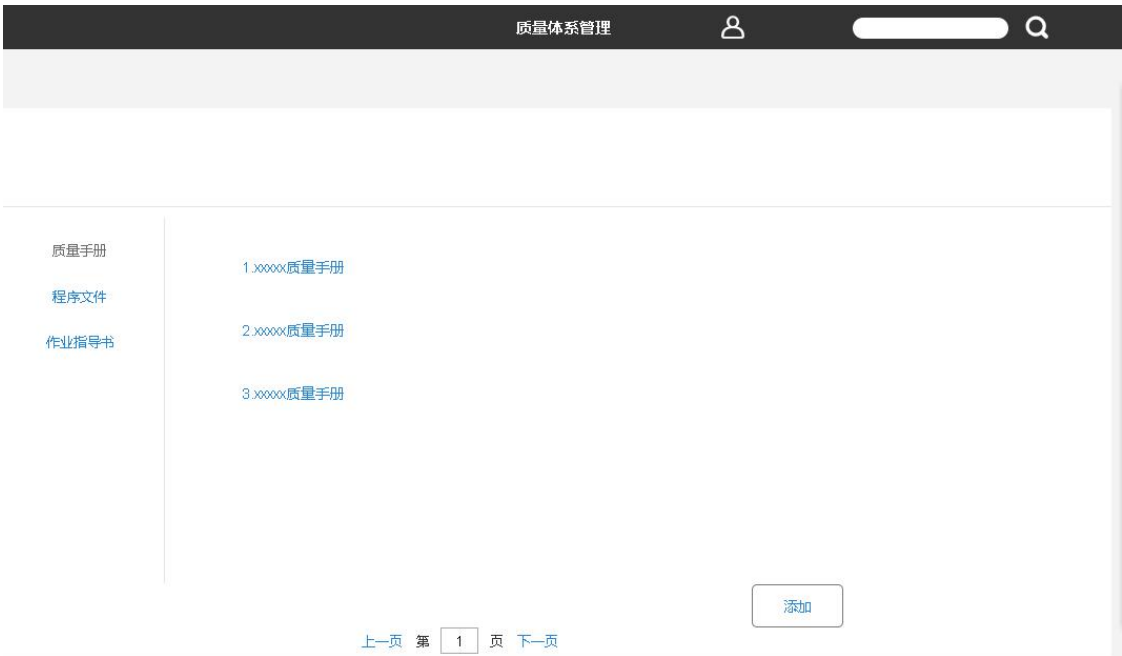 质量体系管理
质量手册
程序文件
作业指导书
1.xxxxx质量手册
2.xxxxx质量手册
3.xxxxx质量手册
添加
上一页 第 1 页 下一页